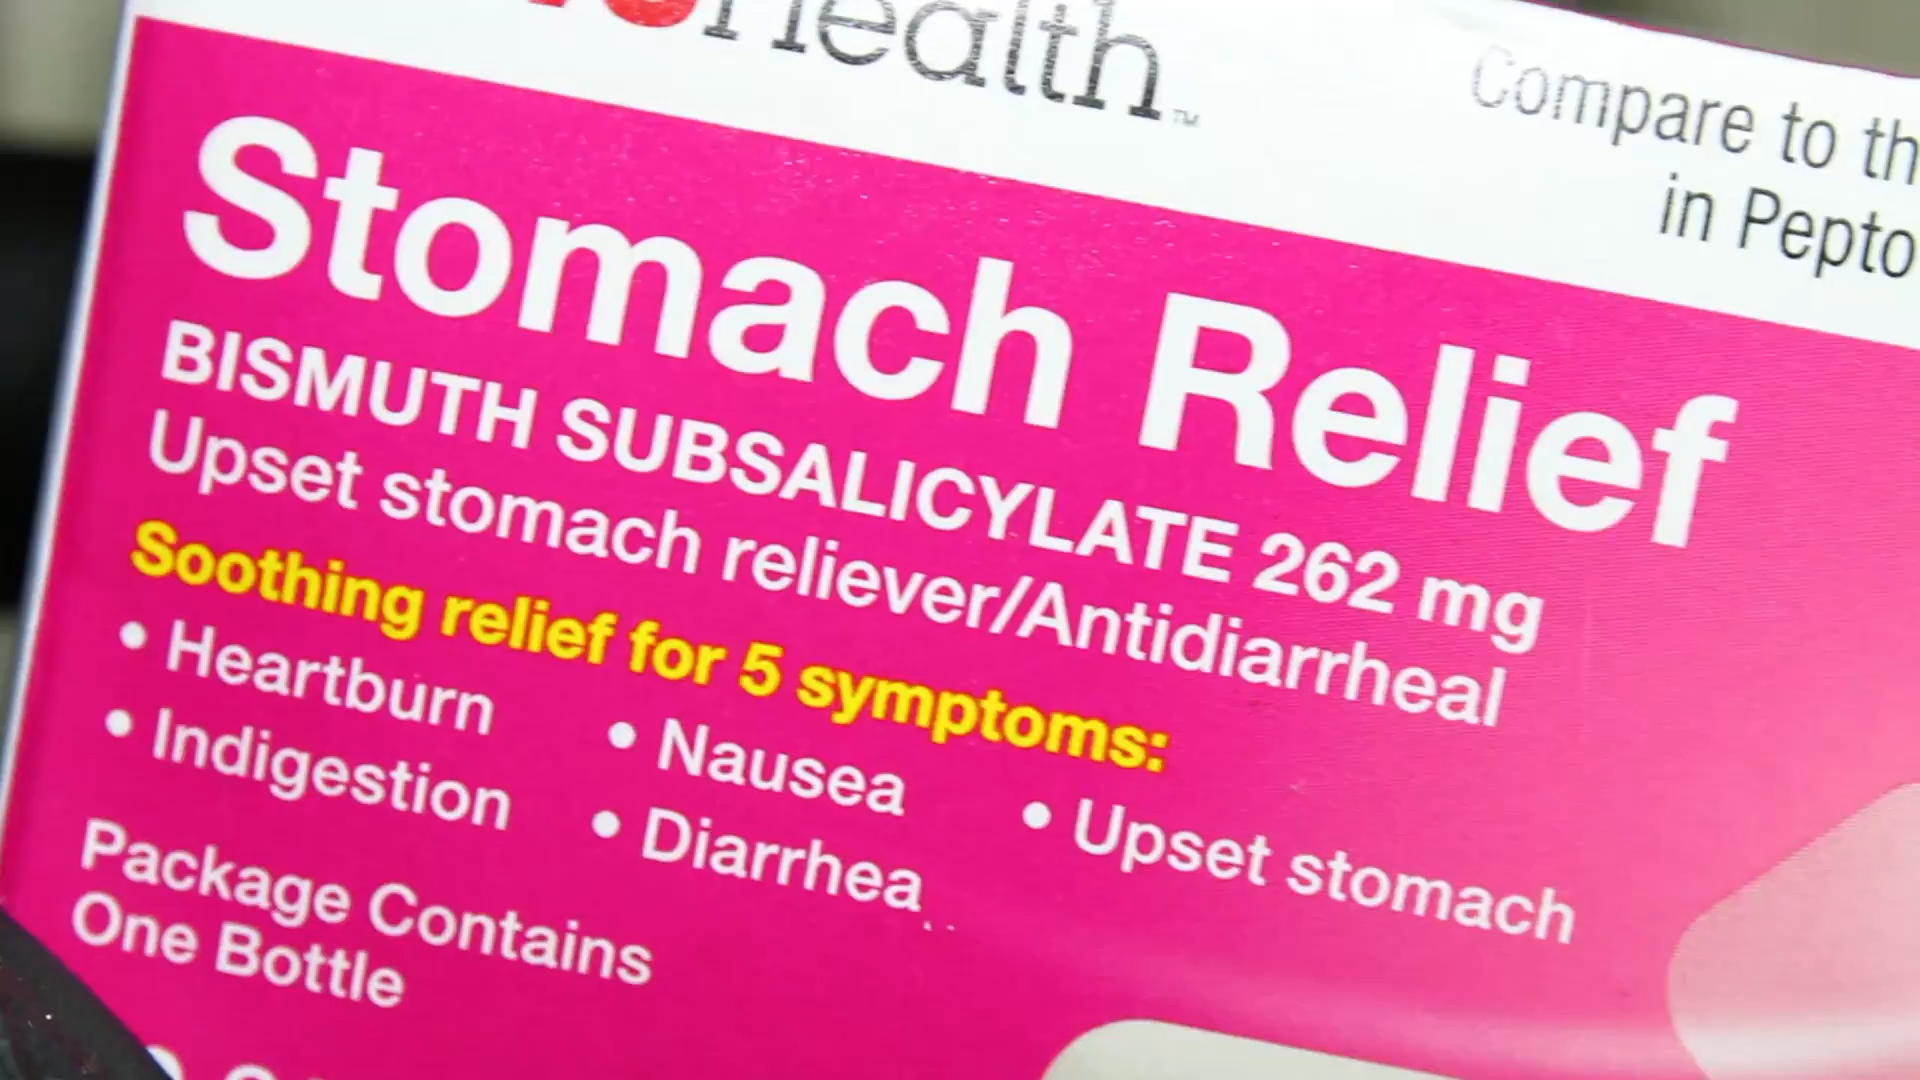 Health™
Compare to th
in Pepto
Stomach Relief
BISMUTH SUBSALICYLATE 262 mg
Upset stomach reliever/Antidiarrheal
Soothing relief for 5 symptoms:
• Heartburn • Nausea • Upset stomach
• Indigestion • Diarrhea
Package Contains
One Bottle